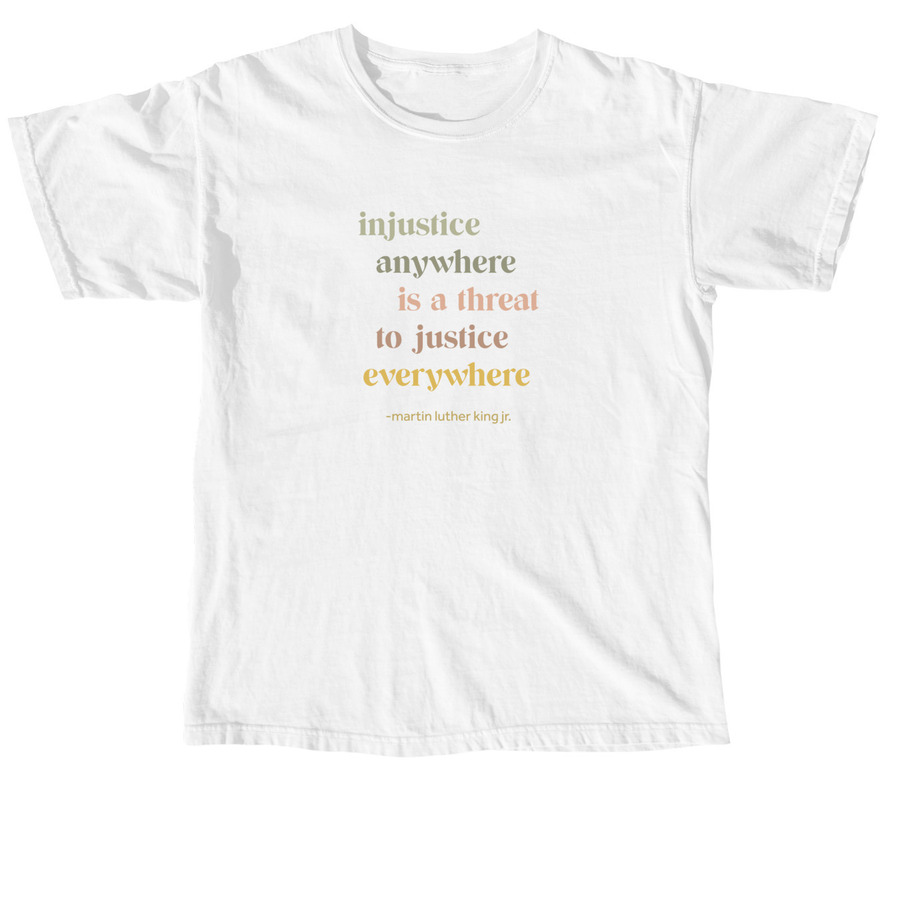 injustice
anywhere
is a threat
to justice
everywhere
-martin luther king jr.